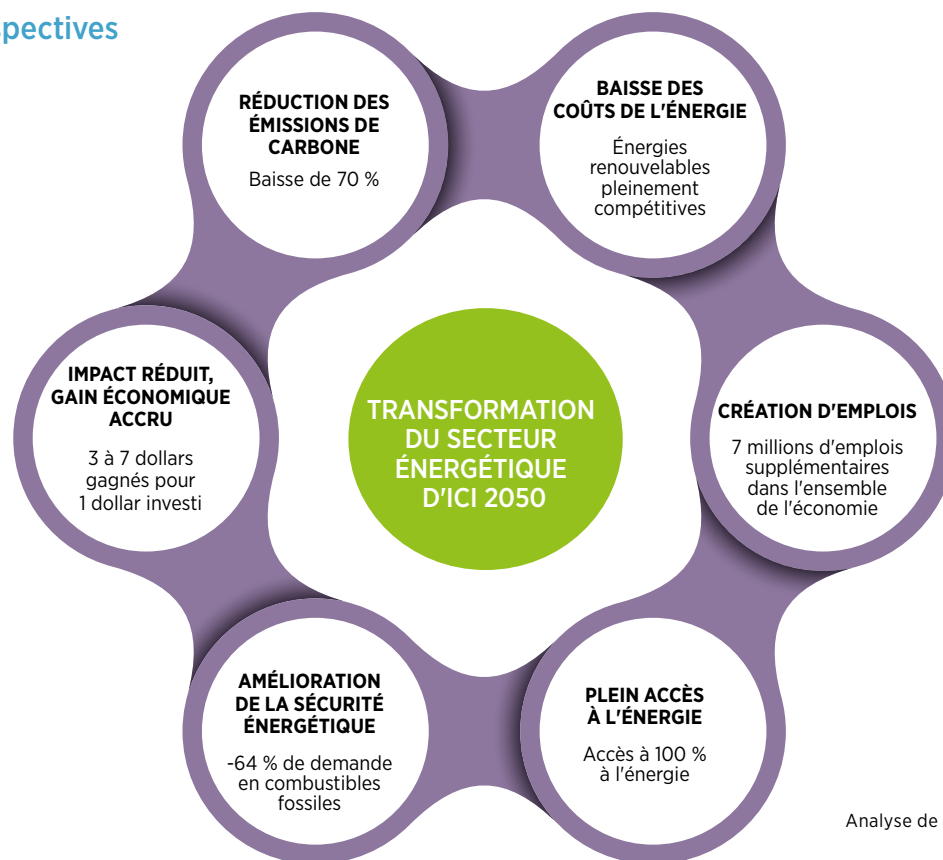 spectives
RÉDUCTION DES
ÉMISSIONS DE
CARBONE
Baisse de 70 %
BAISSE DES
COÛTS DE L'ÉNERGIE
Énergies
renouvelables
pleinement
compétitives
IMPACT RÉDUIT,
GAIN ÉCONOMIQUE
ACCRU
3 à 7 dollars
gagnés pour
1 dollar investi
TRANSFORMATION
DU SECTEUR
ÉNERGÉTIQUE
D'ICI 2050
CRÉATION D'EMPLOIS
7 millions d'emplois
supplémentaires
dans l'ensemble
de l'économie
AMÉLIORATION
DE LA SÉCURITÉ
ÉNERGÉTIQUE
-64 % de demande
en combustibles
fossiles
PLEIN ACCÈS
À L'ÉNERGIE
Accès à 100 %
à l'énergie
Analyse de